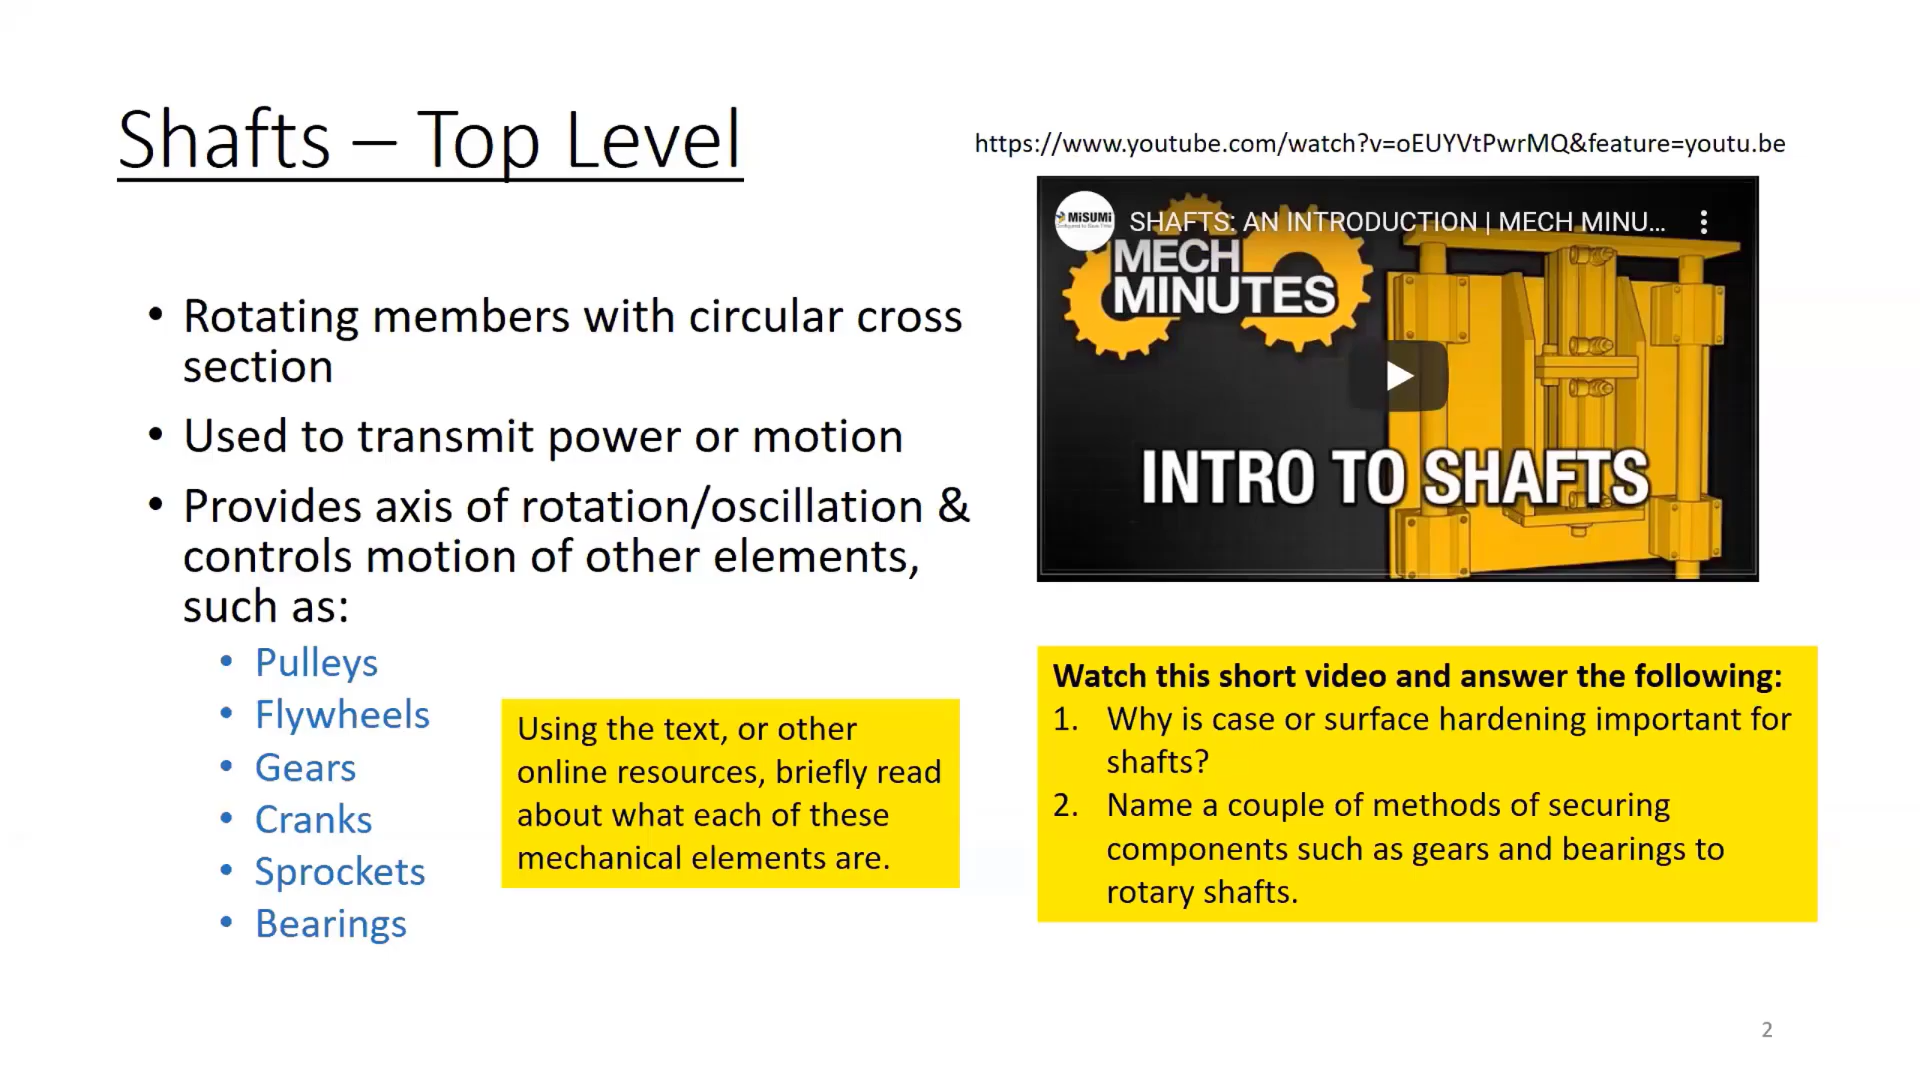 Shafts – Top Level
• Rotating members with circular cross
section
• Used to transmit power or motion
• Provides axis of rotation/oscillation &
controls motion of other elements,
such as:
• Pulleys
• Flywheels
• Gears
• Cranks
• Sprockets
• Bearings
Using the text, or other
online resources, briefly read
about what each of these
mechanical elements are.
https://www.youtube.com/watch?v=oEUYVtPwrMQ&feature=youtu.be
MiSUMi
SHAFTS: AN INTRODUCTION | MECH MINU...
MECH
MINUTES
INTRO TO SHAFTS
Watch this short video and answer the following:
1. Why is case or surface hardening important for
shafts?
2. Name a couple of methods of securing
components such as gears and bearings to
rotary shafts.
2